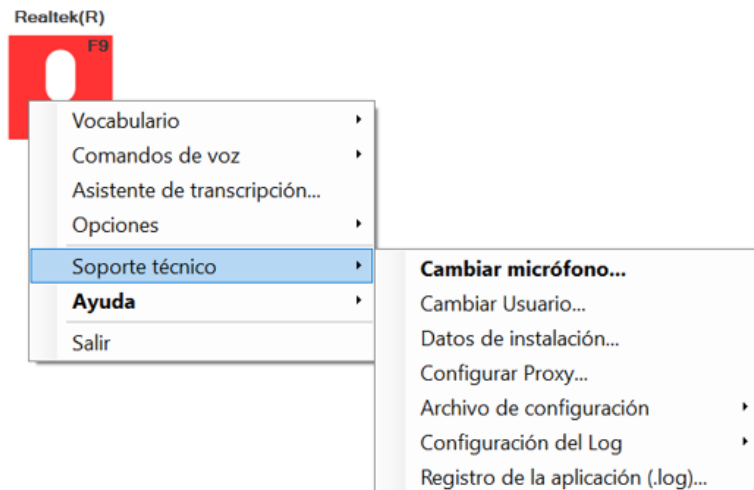 Realtek(R)
F9
Vocabulario
Comandos de voz
Asistente de transcripción...
Opciones
Soporte técnico
Ayuda
Salir
Cambiar micrófono...
Cambiar Usuario...
Datos de instalación...
Configurar Proxy...
Archivo de configuración
Configuración del Log
Registro de la aplicación (.log)...